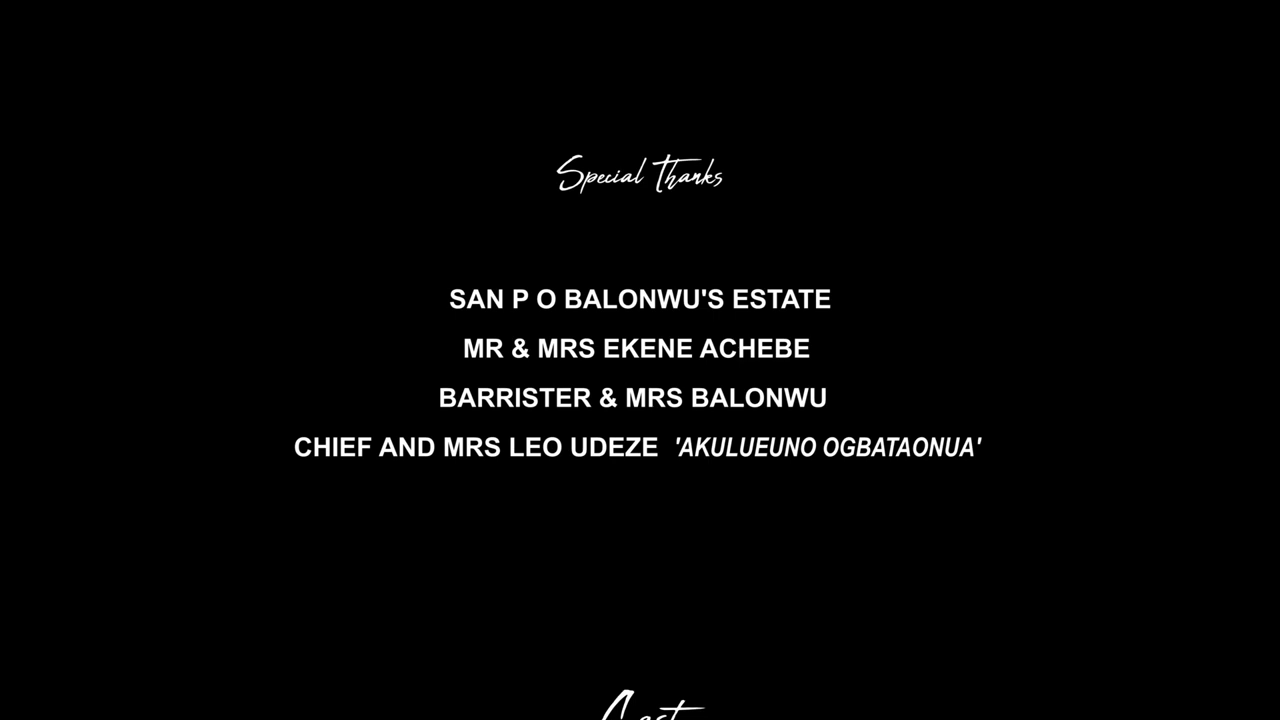 Special Thanks
SAN P O BALONWU'S ESTATE
MR & MRS EKENE ACHEBE
BARRISTER & MRS BALONWU
CHIEF AND MRS LEO UDEZE 'AKULUEUNO OGBATAONUA'
Cast